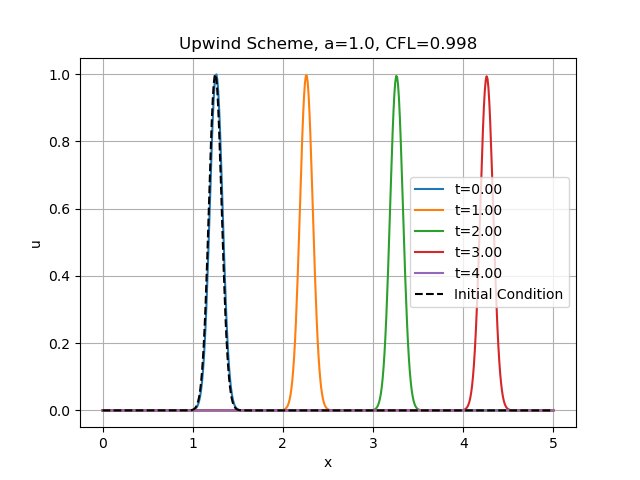 Upwind Scheme, a=1.0, CFL=0.998
u
1.0
0.8
0.6
0.4
0.2
0.0
t=0.00
t=1.00
t=2.00
t=3.00
t=4.00
Initial Condition
0 1 2 3 4 5
x